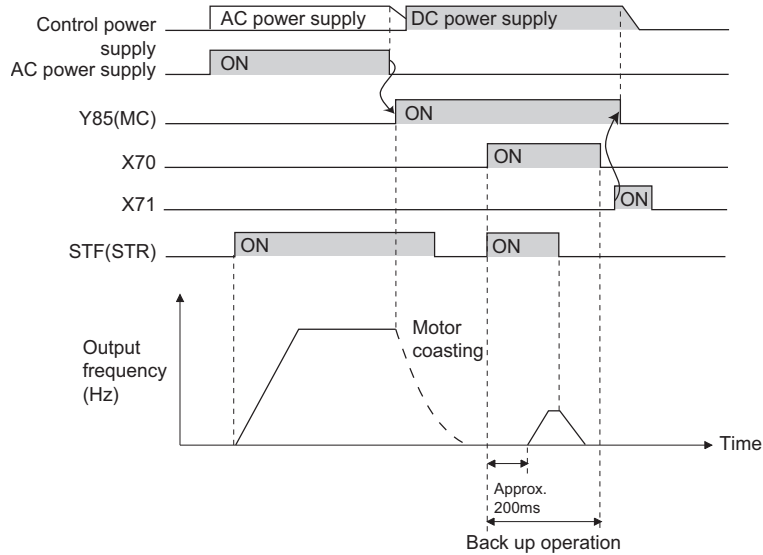 Control power
supply
AC power supply
DC power supply
AC power supply
ON
Y85(MC)
ON
X70
ON
X71
ON
STF(STR)
ON
ON
Output
frequency
(Hz)
Motor
coasting
Time
Approx.
200ms
Back up operation